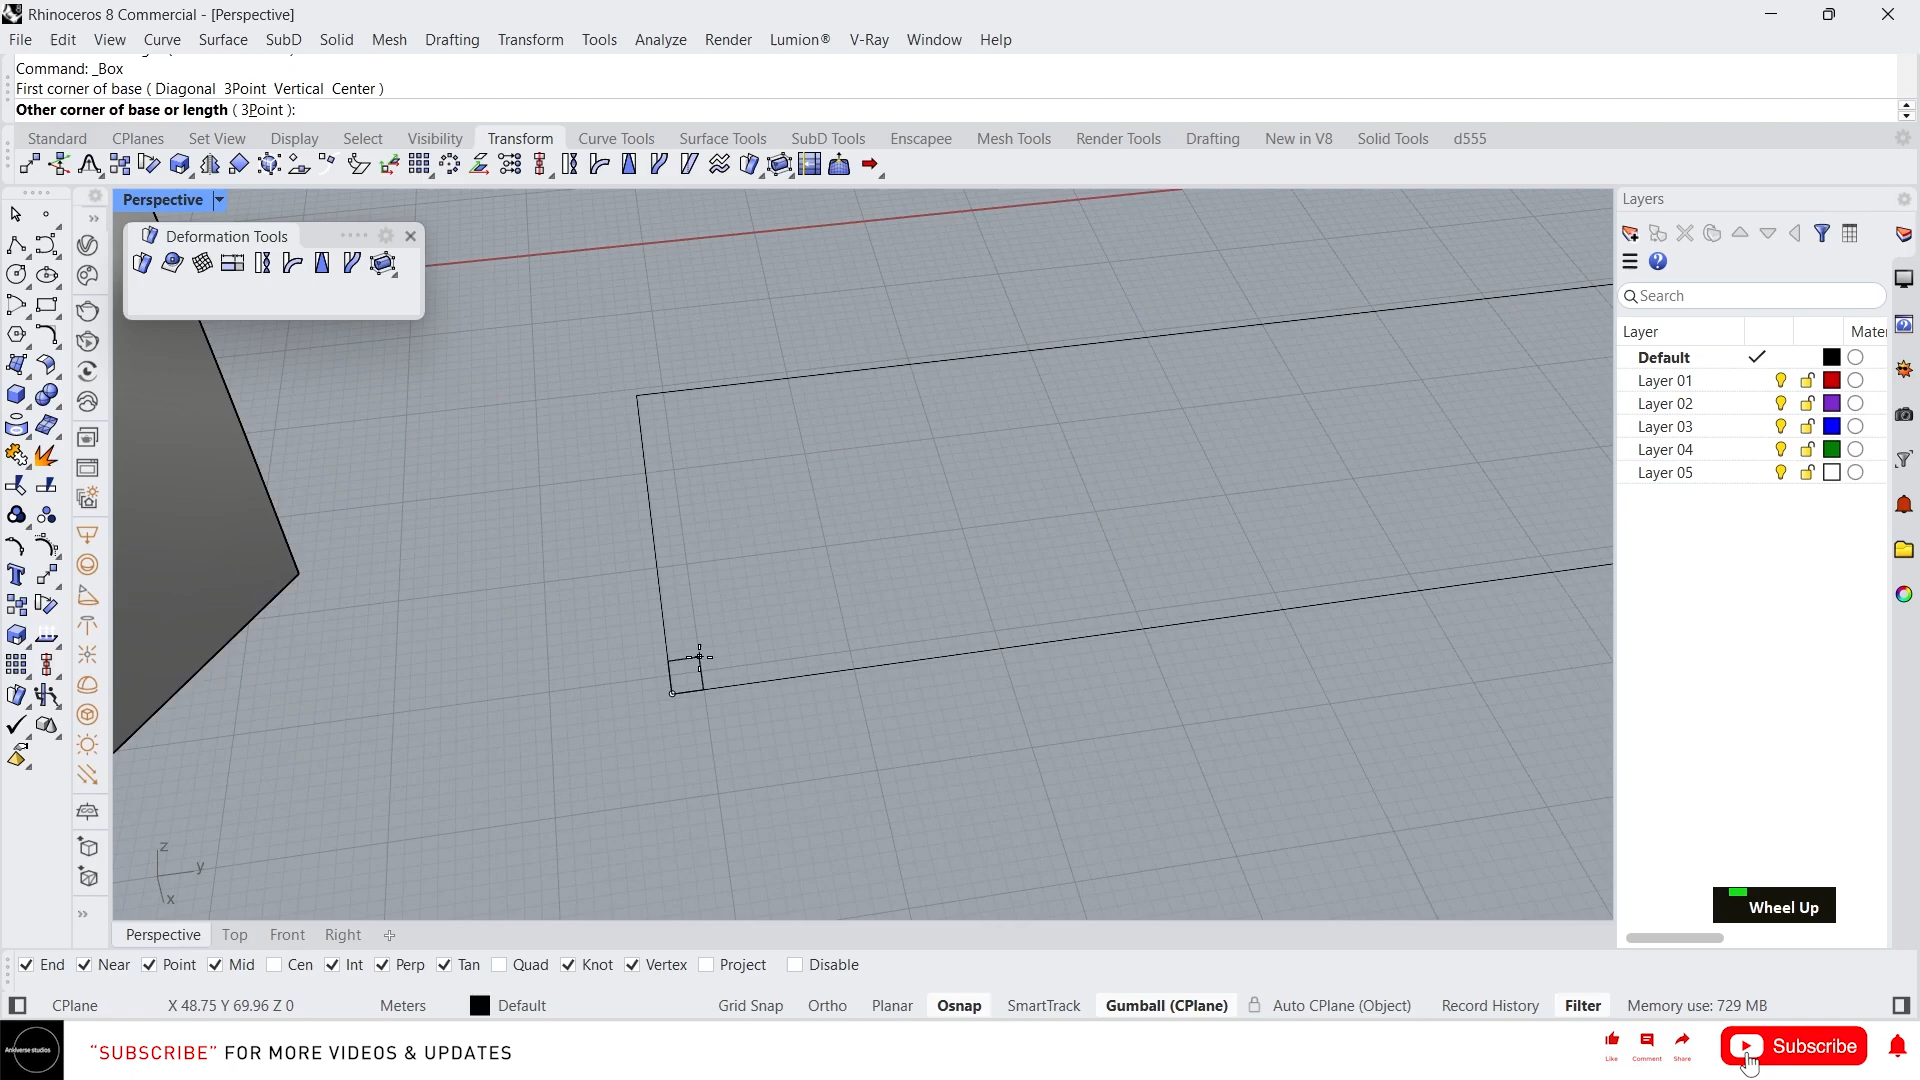 Rhinoceros 8 Commercial - [Perspective]
File Edit View Curve Surface SubD Solid Mesh Drafting Transform Tools Analyze Render Lumion® V-Ray Window Help
Command: _Box
First corner of base ( Diagonal 3Point Vertical Center )
Other corner of base or length ( 3Point ):
Standard CPlanes Set View Display Select Visibility Transform Curve Tools Surface Tools SubD Tools Enscapee Mesh Tools Render Tools Drafting New in V8 Solid Tools d555
Perspective
Deformation Tools
z
y
x
Layers
Search
Layer Mate
Default
Layer 01
Layer 02
Layer 03
Layer 04
Layer 05
Wheel Up
Perspective Top Front Right
End Near Point Mid Cen Int Perp Tan Quad Knot Vertex Project Disable
CPlane X 48.75 Y 69.96 Z 0 Meters Default Grid Snap Ortho Planar Osnap SmartTrack Gumball (CPlane) Auto CPlane (Object) Record History Filter Memory use: 729 MB
"SUBSCRIBE" FOR MORE VIDEOS & UPDATES
Like Comment Share
Subscribe